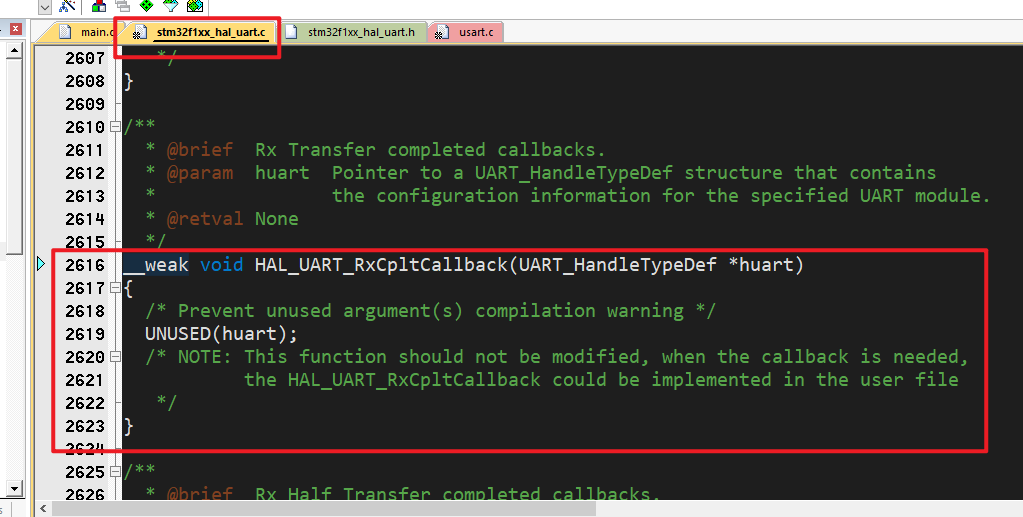 main.c
stm32f1xx_hal_uart.c
stm32f1xx_hal_uart.h
usart.c
2607 */
2608 }
2609
2610 /**
2611 * @brief Rx Transfer completed callbacks.
2612 * @param huart Pointer to a UART_HandleTypeDef structure that contains
2613 * the configuration information for the specified UART module.
2614 * @retval None
2615 */
2616 __weak void HAL_UART_RxCpltCallback(UART_HandleTypeDef *huart)
2617 {
2618 /* Prevent unused argument(s) compilation warning */
2619 UNUSED(huart);
2620 /* NOTE: This function should not be modified, when the callback is needed,
2621 the HAL_UART_RxCpltCallback could be implemented in the user file
2622 */
2623 }
2624
2625 /**
2626 * @brief Rx Half Transfer completed callbacks.